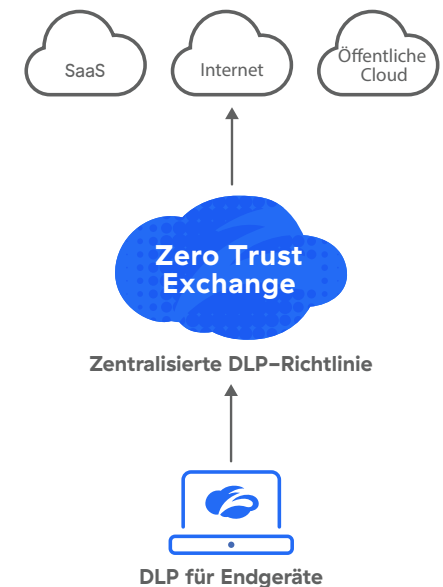 SaaS
Internet
Öffentliche
Cloud
Zero Trust
Exchange
Zentralisierte DLP–Richtlinie
DLP für Endgeräte